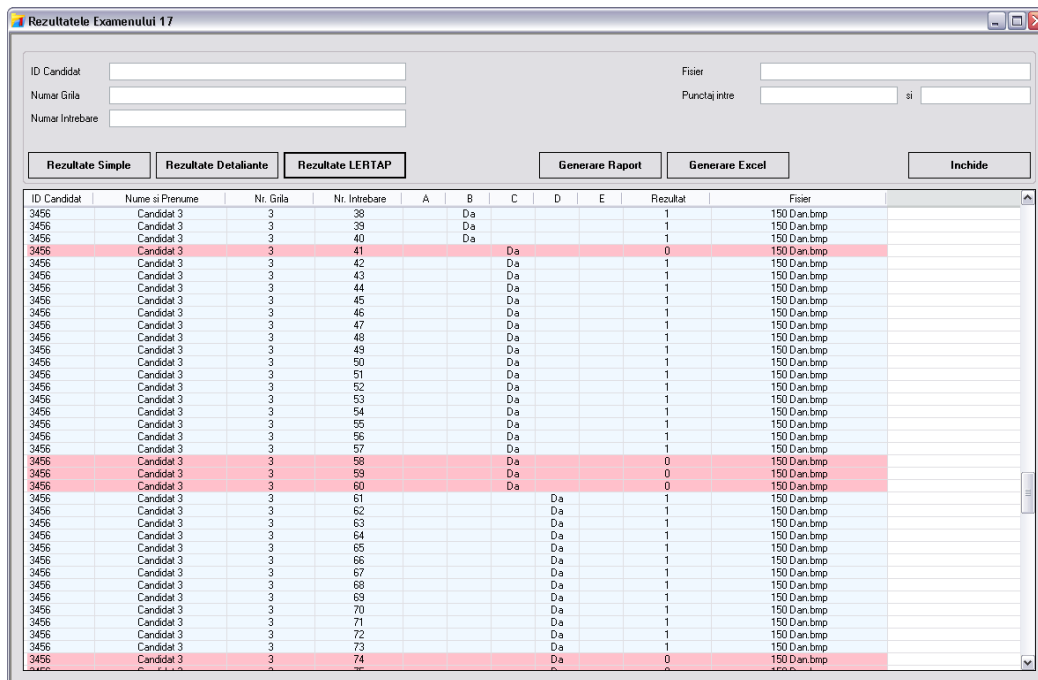 Rezultatele Examenului 17
ID Candidat Fisier
Numar Grila Punctaj intre si
Numar Intrebare
Rezultate Simple Rezultate Detaliante Rezultate LERTAP Generare Raport Generare Excel Inchide
ID Candidat Nume si Prenume Nr. Grila Nr. Intrebare A B C D E Rezultat Fisier
3456 Candidat 3 3 38 Da 1 150 Dan.bmp
3456 Candidat 3 3 39 Da 1 150 Dan.bmp
3456 Candidat 3 3 40 Da 1 150 Dan.bmp
3456 Candidat 3 3 41 Da 0 150 Dan.bmp
3456 Candidat 3 3 42 Da 1 150 Dan.bmp
3456 Candidat 3 3 43 Da 1 150 Dan.bmp
3456 Candidat 3 3 44 Da 1 150 Dan.bmp
3456 Candidat 3 3 45 Da 1 150 Dan.bmp
3456 Candidat 3 3 46 Da 1 150 Dan.bmp
3456 Candidat 3 3 47 Da 1 150 Dan.bmp
3456 Candidat 3 3 48 Da 1 150 Dan.bmp
3456 Candidat 3 3 49 Da 1 150 Dan.bmp
3456 Candidat 3 3 50 Da 1 150 Dan.bmp
3456 Candidat 3 3 51 Da 1 150 Dan.bmp
3456 Candidat 3 3 52 Da 1 150 Dan.bmp
3456 Candidat 3 3 53 Da 1 150 Dan.bmp
3456 Candidat 3 3 54 Da 1 150 Dan.bmp
3456 Candidat 3 3 55 Da 1 150 Dan.bmp
3456 Candidat 3 3 56 Da 1 150 Dan.bmp
3456 Candidat 3 3 57 Da 1 150 Dan.bmp
3456 Candidat 3 3 58 Da 0 150 Dan.bmp
3456 Candidat 3 3 59 Da 0 150 Dan.bmp
3456 Candidat 3 3 60 Da 0 150 Dan.bmp
3456 Candidat 3 3 61 Da 1 150 Dan.bmp
3456 Candidat 3 3 62 Da 1 150 Dan.bmp
3456 Candidat 3 3 63 Da 1 150 Dan.bmp
3456 Candidat 3 3 64 Da 1 150 Dan.bmp
3456 Candidat 3 3 65 Da 1 150 Dan.bmp
3456 Candidat 3 3 66 Da 1 150 Dan.bmp
3456 Candidat 3 3 67 Da 1 150 Dan.bmp
3456 Candidat 3 3 68 Da 1 150 Dan.bmp
3456 Candidat 3 3 69 Da 1 150 Dan.bmp
3456 Candidat 3 3 70 Da 1 150 Dan.bmp
3456 Candidat 3 3 71 Da 1 150 Dan.bmp
3456 Candidat 3 3 72 Da 1 150 Dan.bmp
3456 Candidat 3 3 73 Da 1 150 Dan.bmp
3456 Candidat 3 3 74 Da 0 150 Dan.bmp